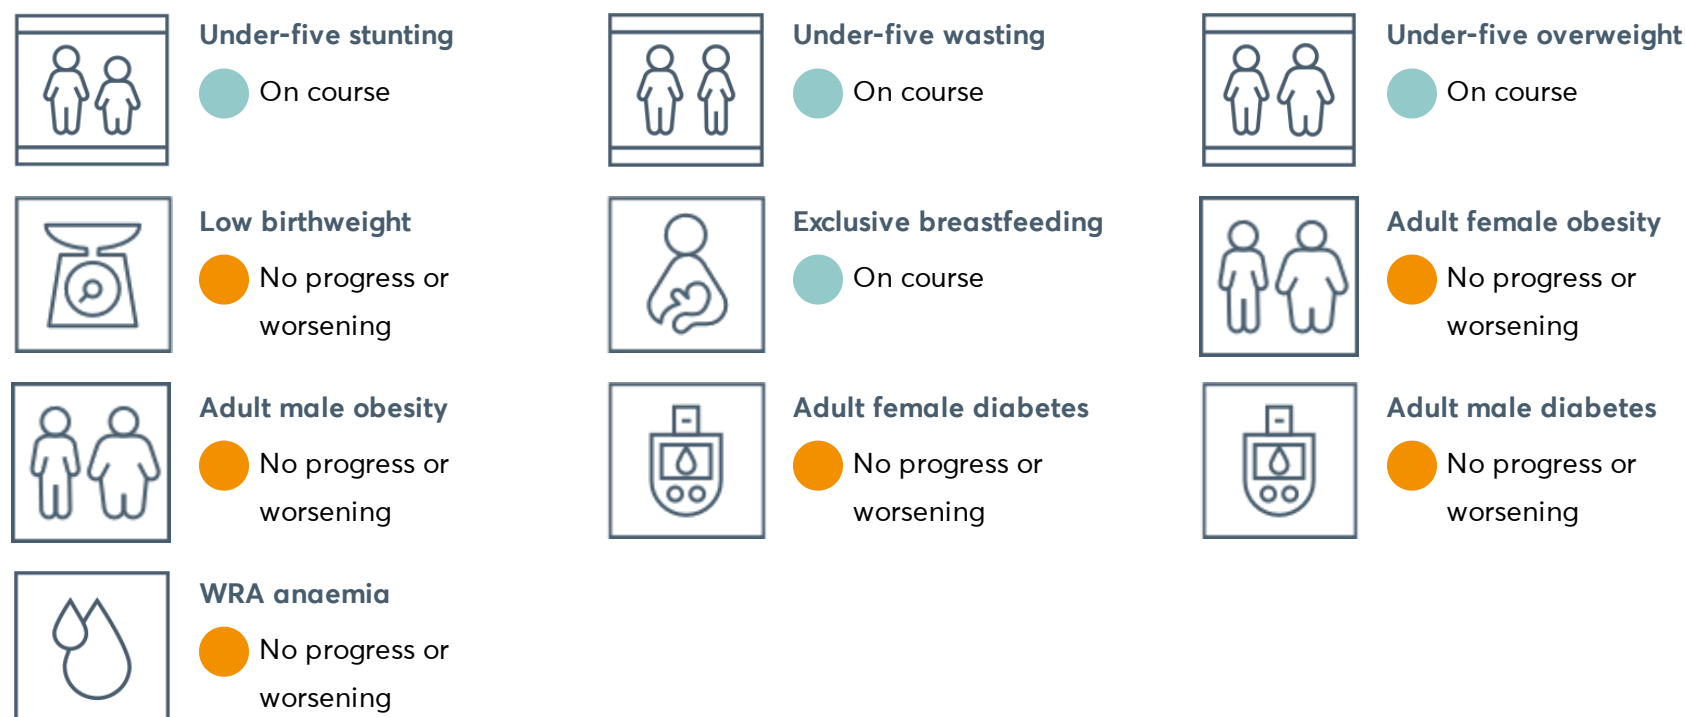 Under-five stunting
On course
Under-five wasting
On course
Under-five overweight
On course
Low birthweight
No progress or
worsening
Exclusive breastfeeding
On course
Adult female obesity
No progress or
worsening
Adult male obesity
No progress or
worsening
Adult female diabetes
No progress or
worsening
Adult male diabetes
No progress or
worsening
WRA anaemia
No progress or
worsening